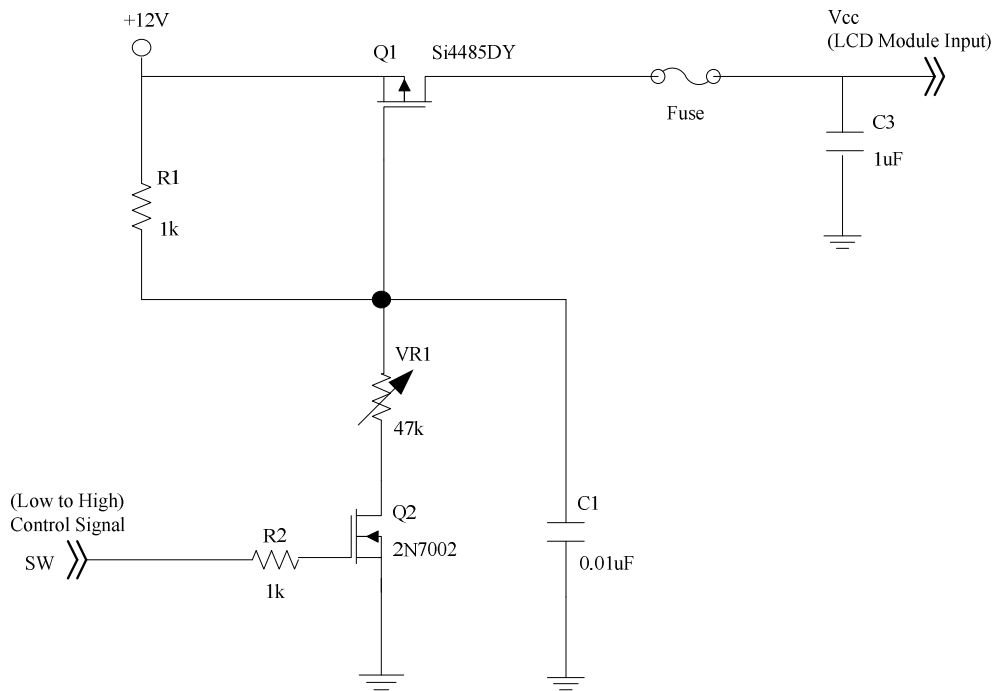 +12V
Q1
Si4485DY
Vcc
(LCD Module Input)
Fuse
C3
1uF
R1
1k
VR1
47k
(Low to High)
Control Signal
SW
R2
1k
Q2
2N7002
C1
0.01uF